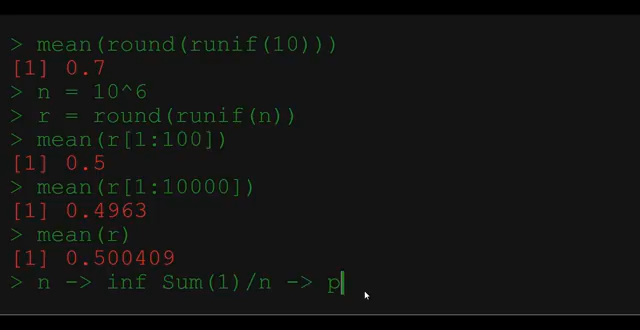 > mean(round(runif(10)))
[1] 0.7
> n = 10^6
> r = round(runif(n))
> mean(r[1:100])
[1] 0.5
> mean(r[1:10000])
[1] 0.4963
> mean(r)
[1] 0.500409
> n -> inf Sum(1)/n -> p